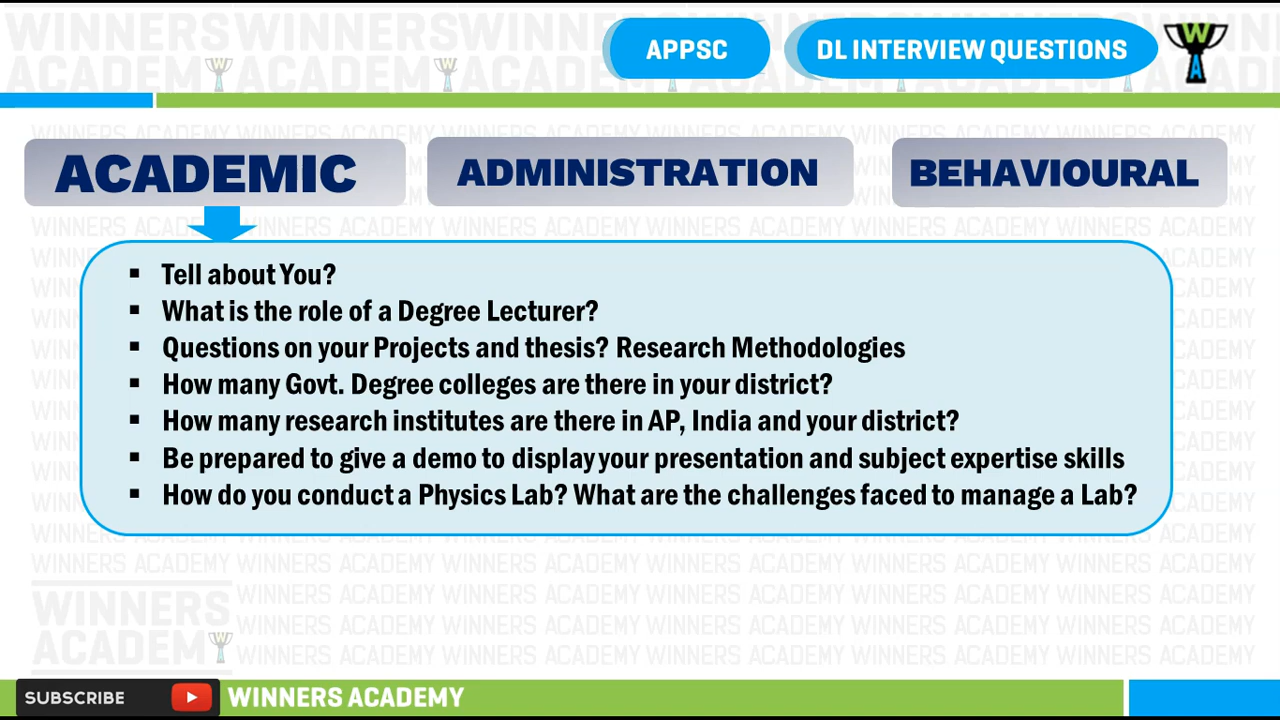 APPSC
DL INTERVIEW QUESTIONS
ACADEMIC
ADMINISTRATION
BEHAVIOURAL
▪ Tell about You?
▪ What is the role of a Degree Lecturer?
▪ Questions on your Projects and thesis? Research Methodologies
▪ How many Govt. Degree colleges are there in your district?
▪ How many research institutes are there in AP, India and your district?
▪ Be prepared to give a demo to display your presentation and subject expertise skills
▪ How do you conduct a Physics Lab? What are the challenges faced to manage a Lab?
WINNERS
ACADEMY
SUBSCRIBE
WINNERS ACADEMY